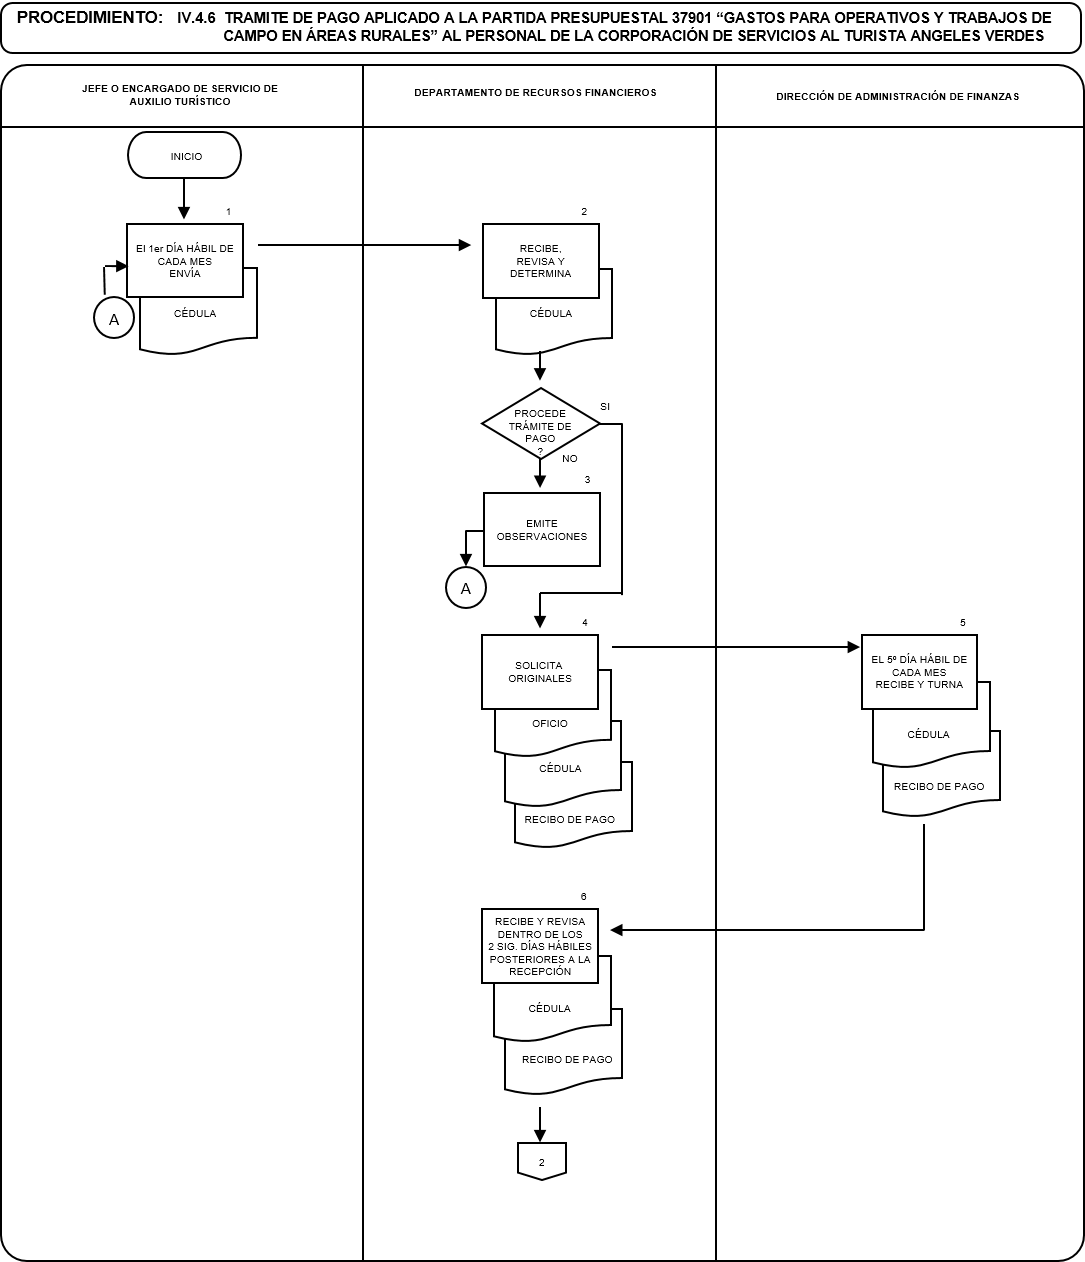 PROCEDIMIENTO: IV.4.6 TRAMITE DE PAGO APLICADO A LA PARTIDA PRESUPUESTAL 37901 “GASTOS PARA OPERATIVOS Y TRABAJOS DE
CAMPO EN ÁREAS RURALES” AL PERSONAL DE LA CORPORACIÓN DE SERVICIOS AL TURISTA ANGELES VERDES
JEFE O ENCARGADO DE SERVICIO DE
AUXILIO TURÍSTICO
DEPARTAMENTO DE RECURSOS FINANCIEROS
DIRECCIÓN DE ADMINISTRACIÓN DE FINANZAS
INICIO
1
El 1er DÍA HÁBIL DE
CADA MES
ENVÍA
CÉDULA
A
2
RECIBE,
REVISA Y
DETERMINA
CÉDULA
PROCEDE
TRÁMITE DE
PAGO
?
SI
NO
3
EMITE
OBSERVACIONES
A
4
SOLICITA
ORIGINALES
OFICIO
CÉDULA
RECIBO DE PAGO
5
EL 5º DÍA HÁBIL DE
CADA MES
RECIBE Y TURNA
CÉDULA
RECIBO DE PAGO
6
RECIBE Y REVISA
DENTRO DE LOS
2 SIG. DÍAS HÁBILES
POSTERIORES A LA
RECEPCIÓN
CÉDULA
RECIBO DE PAGO
2